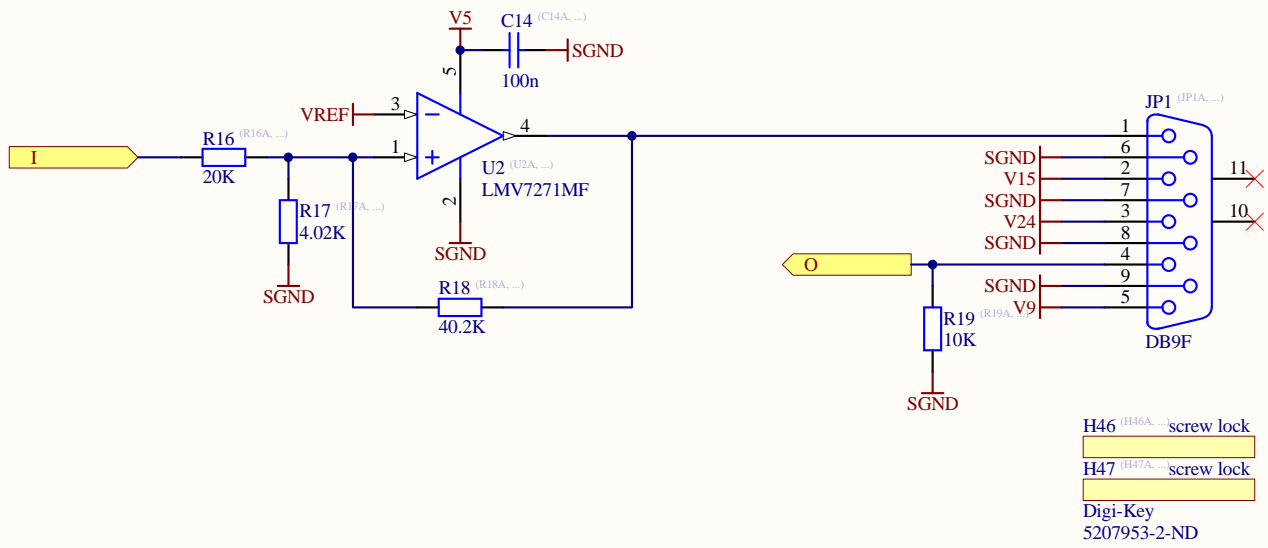 V5
C14 (C14A, ...)
SGND
100n
5
VREF
3
4
1
2
U2 (U2A, ...)
LMV7271MF
SGND
I
R16 (R16A, ...)
20K
R17 (R17A, ...)
4.02K
SGND
R18 (R18A, ...)
40.2K
JP1 (JP1A, ...)
1
SGND 6
V15 2
SGND 7
V24 3
SGND 8
4
SGND 9
V9 5
11
10
DB9F
O
R19 (R19A, ...)
10K
SGND
H46 (H46A, ...) screw lock
H47 (H47A, ...) screw lock
Digi-Key
5207953-2-ND